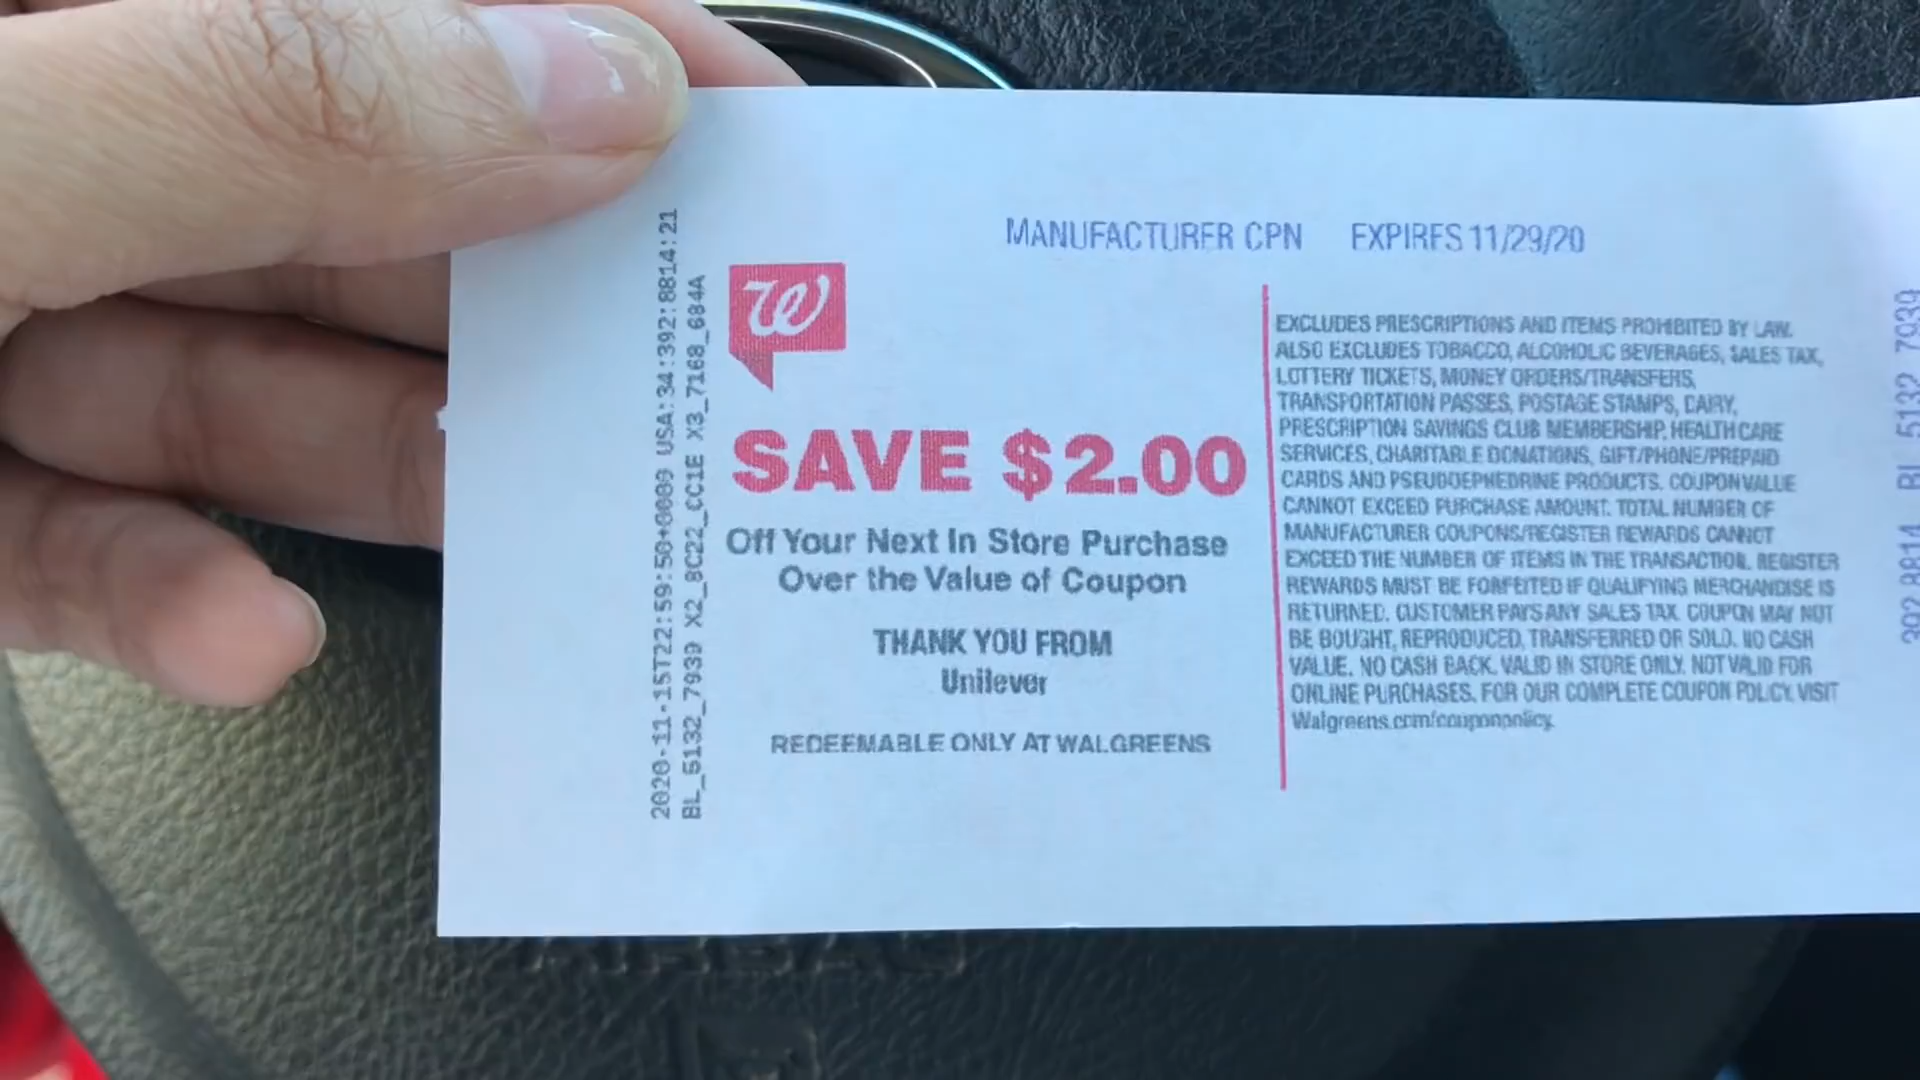 MANUFACTURER CPN EXPIRES 11/29/20
2020-11-15T22:59:50+0000 USA:34:392:8814:21
BL_5132_7939 X2_8C22_CC1E X3_7168_684A
W
SAVE $2.00
Off Your Next In Store Purchase
Over the Value of Coupon
THANK YOU FROM
Unilever
REDEEMABLE ONLY AT WALGREENS
EXCLUDES PRESCRIPTIONS AND ITEMS PROHIBITED BY LAW.
ALSO EXCLUDES TOBACCO, ALCOHOLIC BEVERAGES, SALES TAX,
LOTTERY TICKETS, MONEY ORDERS/TRANSFERS,
TRANSPORTATION PASSES, POSTAGE STAMPS, DAIRY,
PRESCRIPTION SAVINGS CLUB MEMBERSHIP, HEALTH CARE
SERVICES, CHARITABLE DONATIONS, GIFT/PHONE/PREPAID
CARDS AND PSEUDOEPHEDRINE PRODUCTS. COUPON VALUE
CANNOT EXCEED PURCHASE AMOUNT. TOTAL NUMBER OF
MANUFACTURER COUPONS/REGISTER REWARDS CANNOT
EXCEED THE NUMBER OF ITEMS IN THE TRANSACTION. REGISTER
REWARDS MUST BE FORFEITED IF QUALIFYING MERCHANDISE IS
RETURNED. CUSTOMER PAYS ANY SALES TAX. COUPON MAY NOT
BE BOUGHT, REPRODUCED, TRANSFERRED OR SOLD. NO CASH
VALUE. NO CASH BACK. VALID IN STORE ONLY. NOT VALID FOR
ONLINE PURCHASES. FOR OUR COMPLETE COUPON POLICY, VISIT
Walgreens.com/couponpolicy.
392 8814 BL 5132 7939
AIRBAG